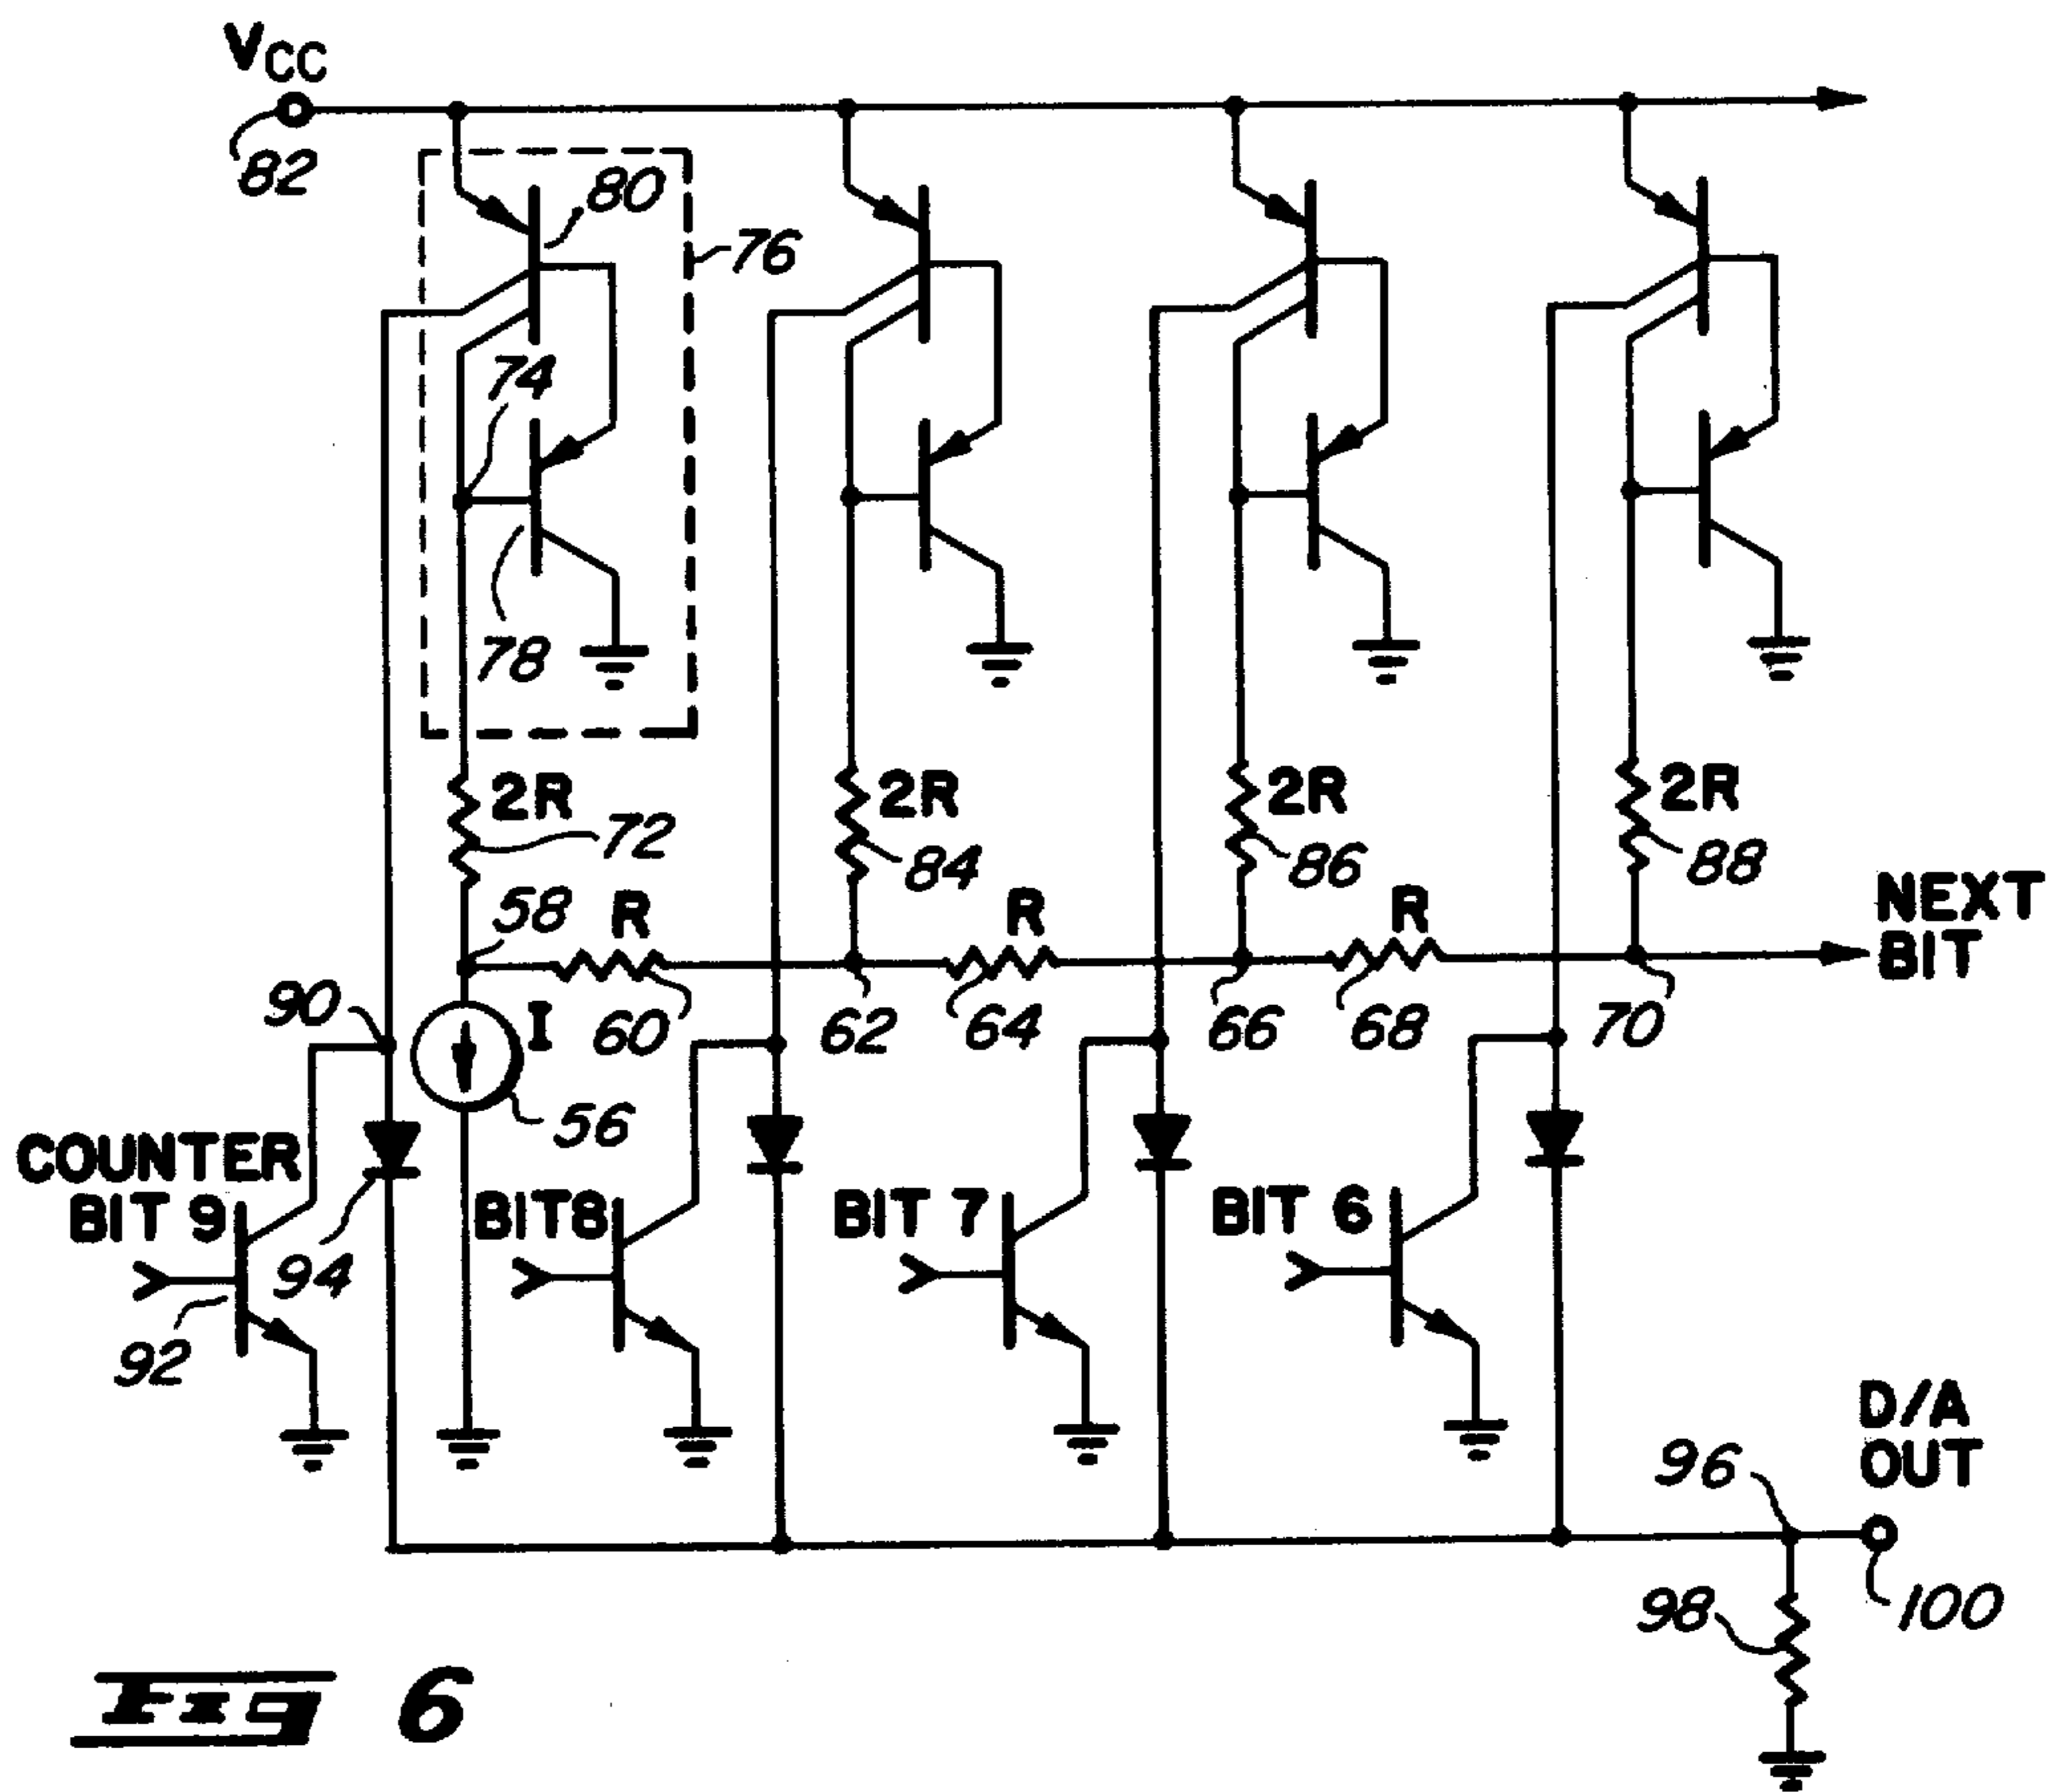 VCC
82
80
76
74
78
2R
72
2R
84
2R
86
2R
88
58
R
R
R
NEXT
BIT
90
I
60
62
64
66
68
70
56
COUNTER
BIT 9
BIT8
BIT 7
BIT 6
94
92
D/A
OUT
96
98
100
Fig 6